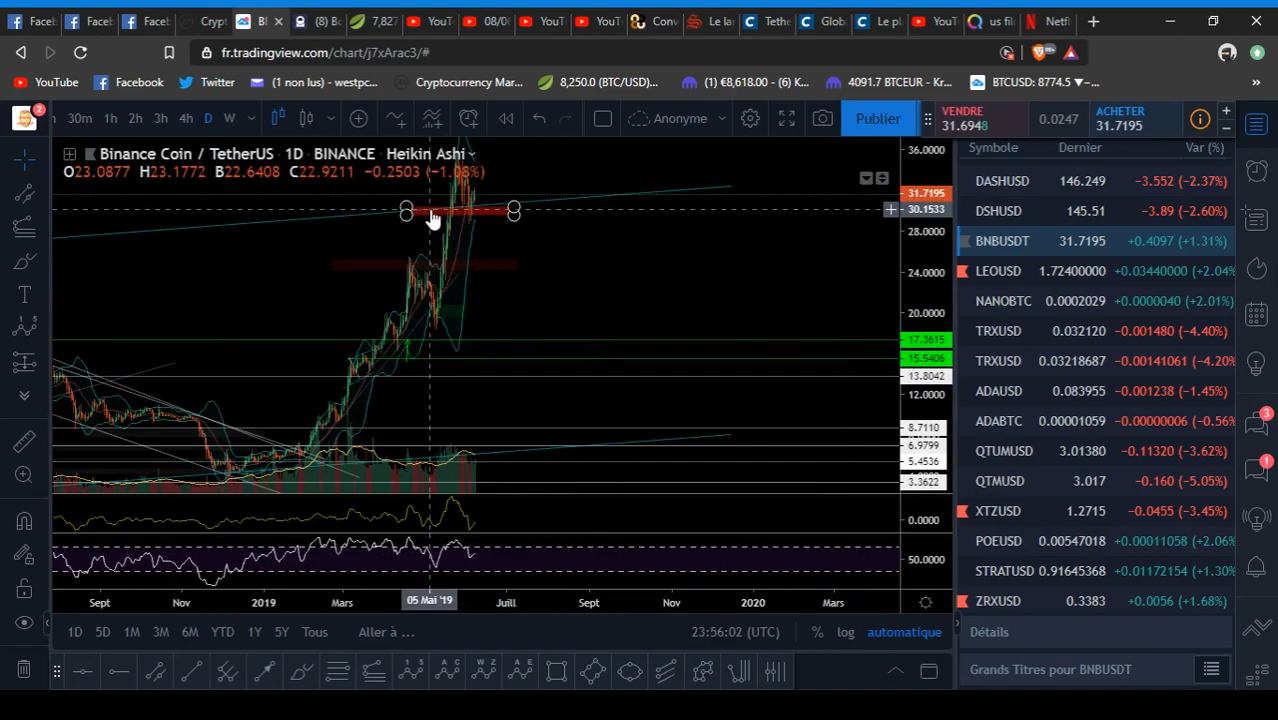 Faceb Faceb Faceb Crypt Bl (8) Bo 7,827 YouT 08/0 YouT YouT Conv Le lar Tethe Glob Le pl YouT us fil Netfl
fr.tradingview.com/chart/j7xArac3/#
YouTube Facebook Twitter (1 non lus) - westpc... Cryptocurrency Mar... 8,250.0 (BTC/USD)... (1) €8,618.00 - (6) K... 4091.7 BTCEUR - Kr... BTCUSD: 8774.5 ▼−...
2 30m 1h 2h 3h 4h D W Anonyme Publier
VENDRE 31.6948 0.0247 ACHETER 31.7195
Binance Coin / TetherUS · 1D · BINANCE · Heikin Ashi
O23.0877 H23.1772 B22.6408 C22.9211 −0.2503 (−1.08%)
36.0000
31.7195
30.1533
28.0000
24.0000
20.0000
17.3615
15.5406
13.8042
12.0000
8.7110
6.9799
5.4536
3.3622
0.0000
50.0000
Sept Nov 2019 Mars 05 Mai '19 Juill Sept Nov 2020 Mars
1D 5D 1M 3M 6M YTD 1Y 5Y Tous Aller à ... 23:56:02 (UTC) % log automatique
Symbole Dernier Var (%)
DASHUSD 146.249 −3.552 (−2.37%)
DSHUSD 145.51 −3.89 (−2.60%)
BNBUSDT 31.7195 +0.4097 (+1.31%)
LEOUSD 1.72400000 +0.03440000 (+2.04%
NANOBTC 0.0002029 +0.0000040 (+2.01%)
TRXUSD 0.032120 −0.001480 (−4.40%)
TRXUSD 0.03218687 −0.00141061 (−4.20%
ADAUSD 0.083955 −0.001238 (−1.45%)
ADABTC 0.00001059 −0.00000006 (−0.56%
QTUMUSD 3.01380 −0.11320 (−3.62%)
QTMUSD 3.017 −0.160 (−5.05%)
XTZUSD 1.2715 −0.0455 (−3.45%)
POEUSD 0.00547018 +0.00011058 (+2.06%
STRATUSD 0.91645368 +0.01172154 (+1.30%
ZRXUSD 0.3383 +0.0056 (+1.68%)
Détails
Grands Titres pour BNBUSDT
3
1